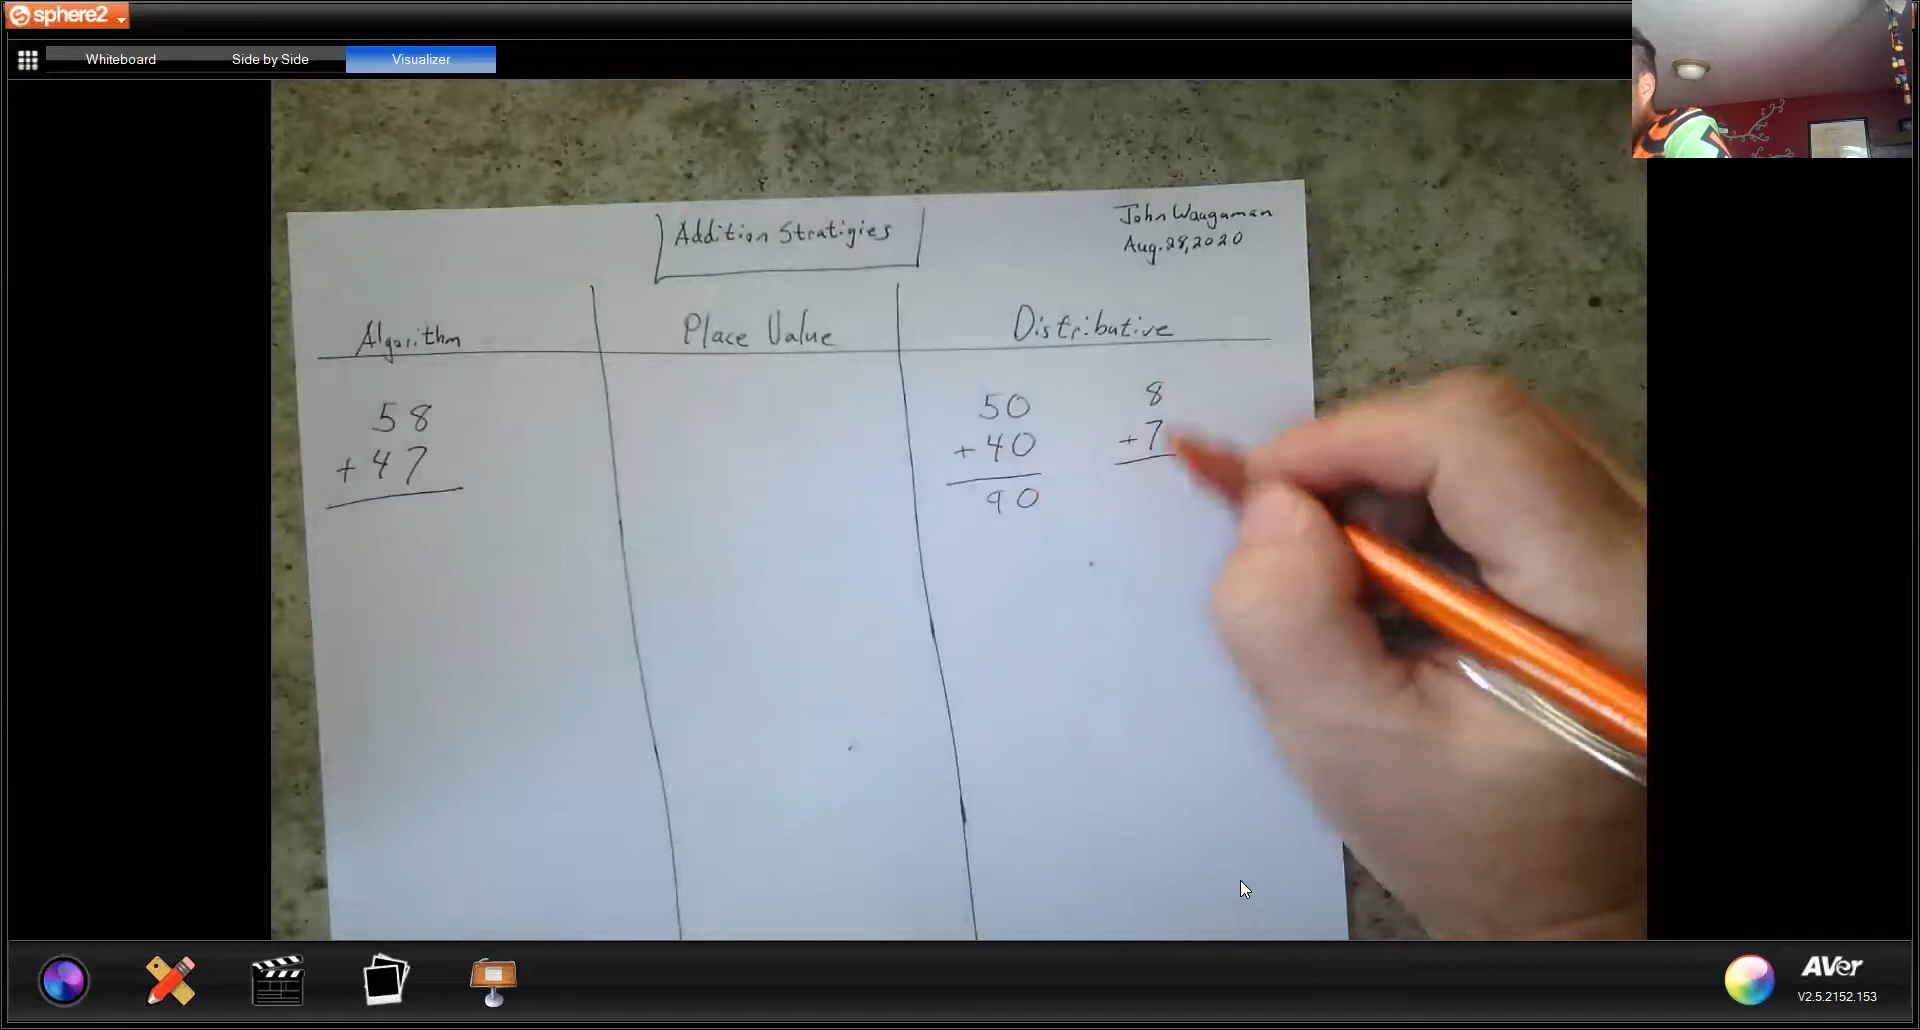 sphere2
Whiteboard
Side by Side
Visualizer
Addition Stratigies
John Waugaman
Aug. 28, 2020
Algorithm
Place Value
Distributive
58
+ 47
50
+ 40
90
8
+ 7
AVer
V2.5.2152.153